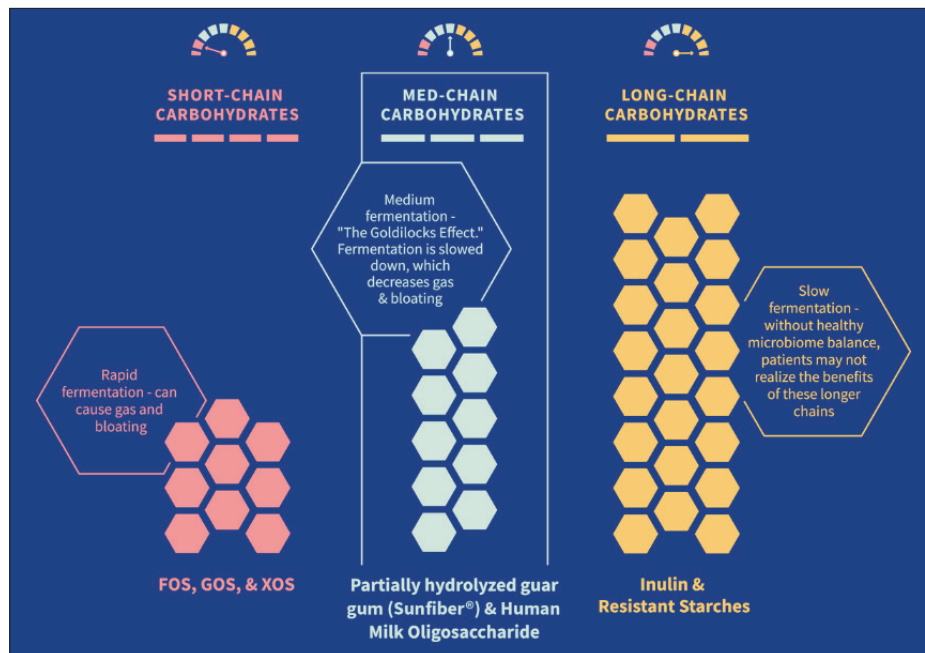 SHORT-CHAIN
CARBOHYDRATES
MED-CHAIN
CARBOHYDRATES
LONG-CHAIN
CARBOHYDRATES
Medium
fermentation -
"The Goldilocks Effect."
Fermentation is slowed
down, which
decreases gas
& bloating
Slow
fermentation -
without healthy
microbiome balance,
patients may not
realize the benefits
of these longer
chains
Rapid
fermentation - can
cause gas and
bloating
FOS, GOS, & XOS
Partially hydrolyzed guar
gum (Sunfiber®) & Human
Milk Oligosaccharide
Inulin &
Resistant Starches